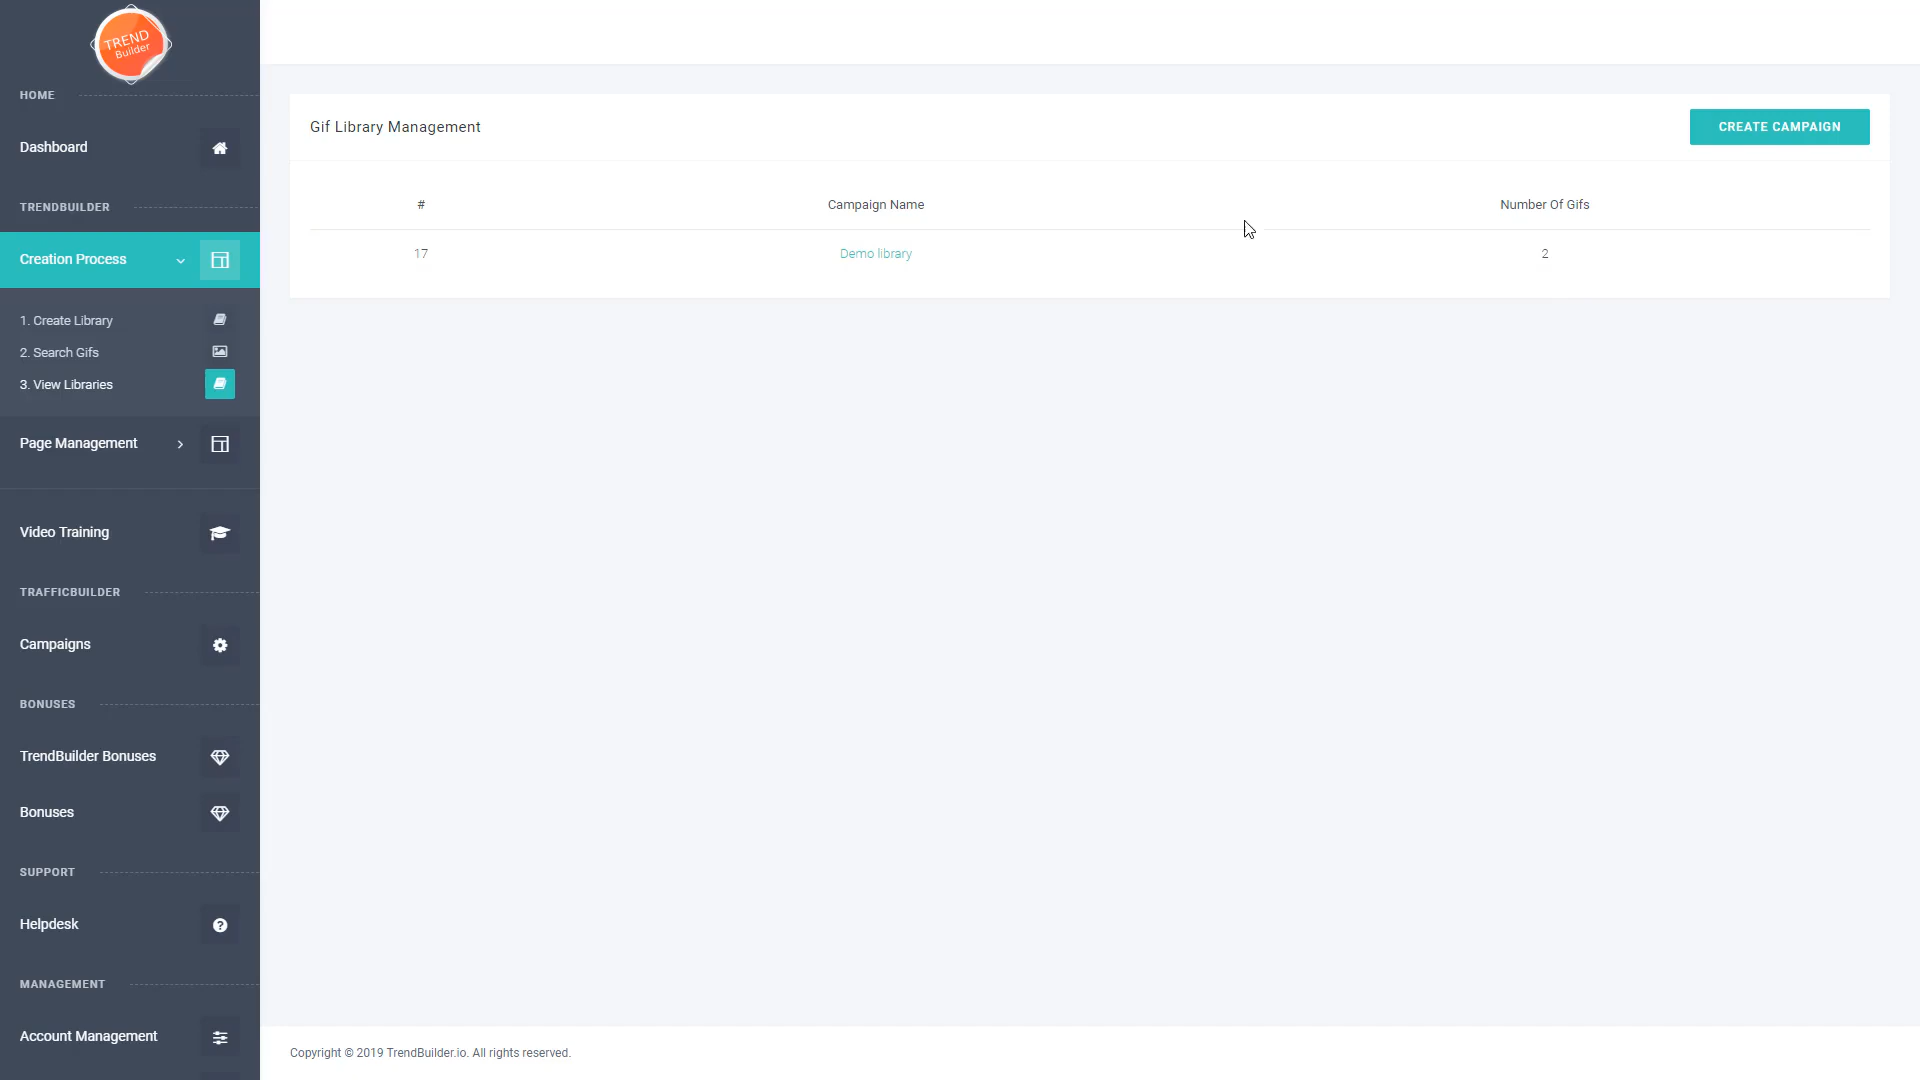 TREND
Builder
HOME
Dashboard
TRENDBUILDER
Creation Process
1. Create Library
2. Search Gifs
3. View Libraries
Page Management
Video Training
TRAFFICBUILDER
Campaigns
BONUSES
TrendBuilder Bonuses
Bonuses
SUPPORT
Helpdesk
MANAGEMENT
Account Management
Gif Library Management
CREATE CAMPAIGN
# Campaign Name Number Of Gifs
17 Demo library 2
Copyright © 2019 TrendBuilder.io. All rights reserved.